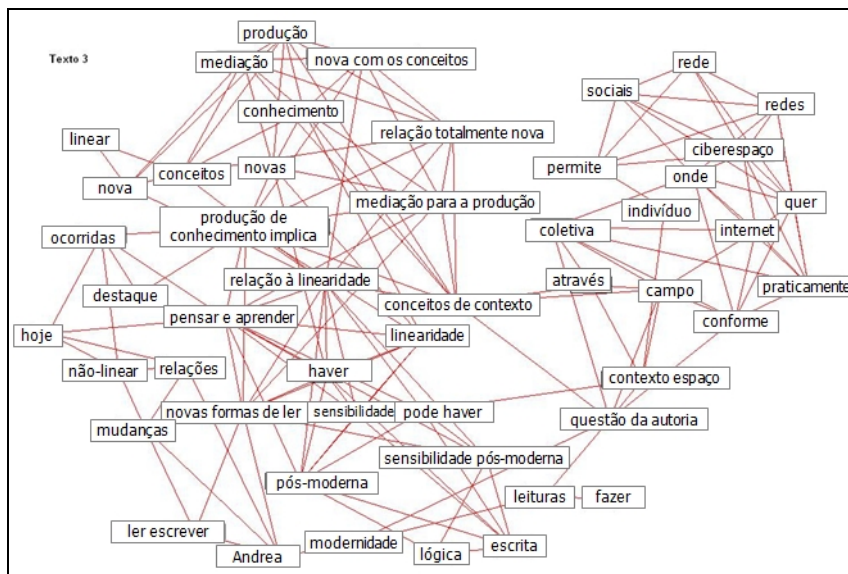 produção
Texto 3
mediação
nova com os conceitos
rede
sociais
redes
conhecimento
relação totalmente nova
linear
ciberespaço
conceitos
novas
permite
onde
nova
mediação para a produção
quer
indivíduo
produção de
conhecimento implica
ocorridas
coletiva
internet
relação à linearidade
através
destaque
conceitos de contexto
campo
praticamente
pensar e aprender
conforme
hoje
linearidade
não-linear
relações
haver
contexto espaço
novas formas de ler
sensibilidade
pode haver
questão da autoria
mudanças
sensibilidade pós-moderna
pós-moderna
leituras
fazer
ler escrever
modernidade
escrita
Andrea
lógica